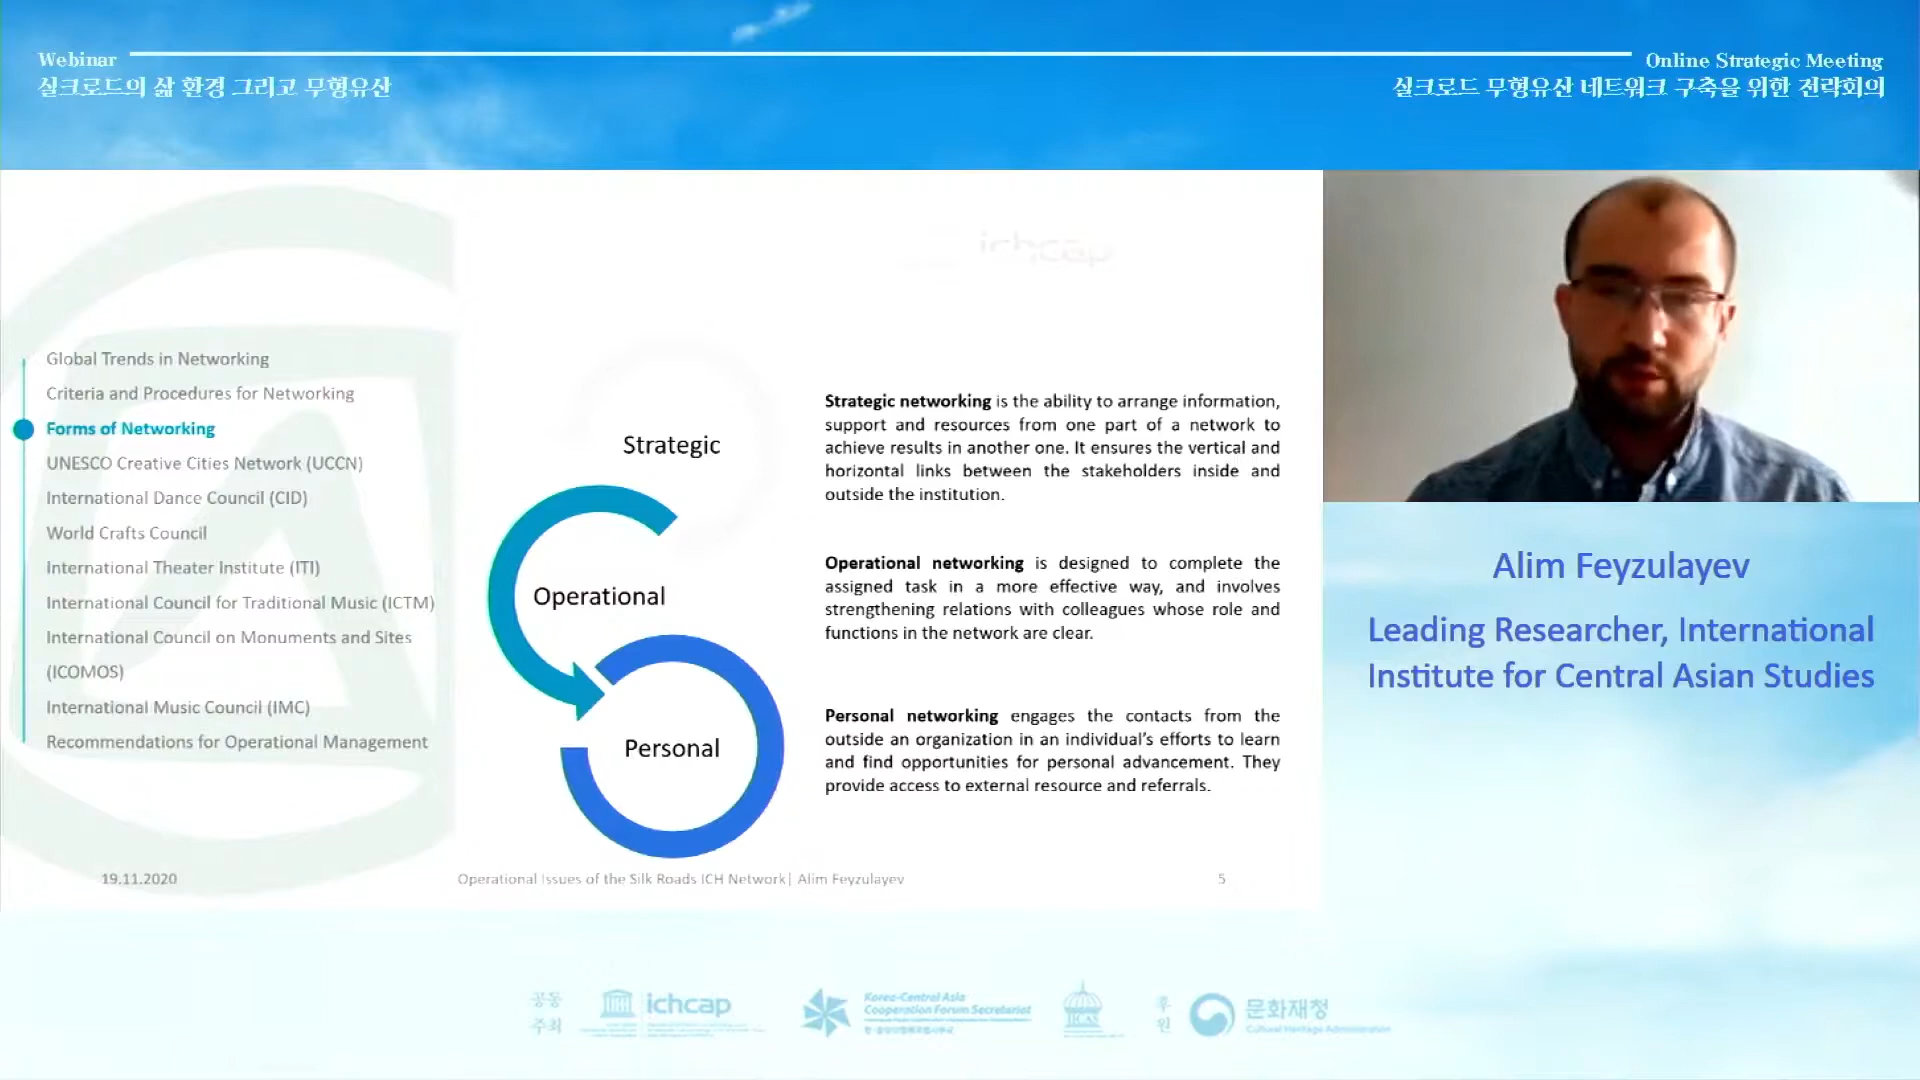 Webinar
실크로드의 삶 환경 그리고 무형유산
Online Strategic Meeting
실크로드 무형유산 네트워크 구축을 위한 전략회의
ichcap
Global Trends in Networking
Criteria and Procedures for Networking
Forms of Networking
UNESCO Creative Cities Network (UCCN)
International Dance Council (CID)
World Crafts Council
International Theater Institute (ITI)
International Council for Traditional Music (ICTM)
International Council on Monuments and Sites
(ICOMOS)
International Music Council (IMC)
Recommendations for Operational Management
Strategic
Operational
Personal
Strategic networking is the ability to arrange information,
support and resources from one part of a network to
achieve results in another one. It ensures the vertical and
horizontal links between the stakeholders inside and
outside the institution.
Operational networking is designed to complete the
assigned task in a more effective way, and involves
strengthening relations with colleagues whose role and
functions in the network are clear.
Personal networking engages the contacts from the
outside an organization in an individual's efforts to learn
and find opportunities for personal advancement. They
provide access to external resource and referrals.
19.11.2020
Operational Issues of the Silk Roads ICH Network| Alim Feyzulayev
5
Alim Feyzulayev
Leading Researcher, International
Institute for Central Asian Studies
공동
주최
ichcap
Korea-Central Asia
Cooperation Forum Secretariat
IICAS
후
원
문화재청
Cultural Heritage Administration